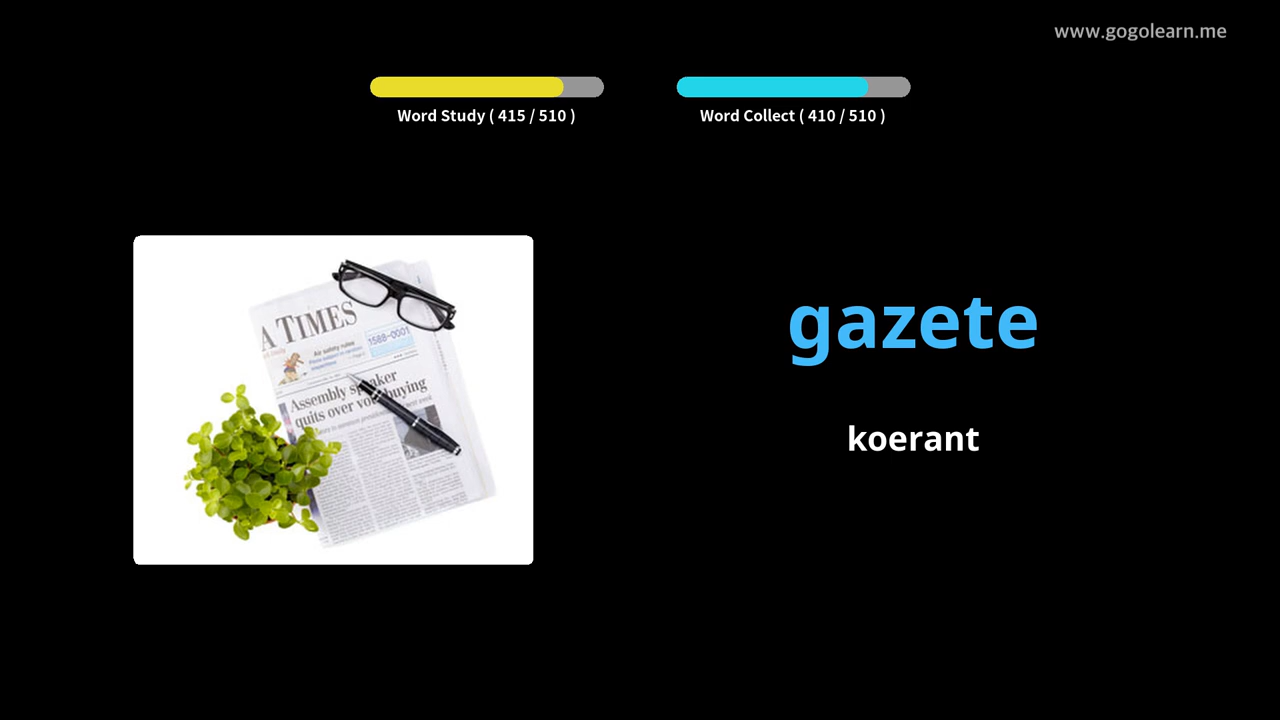 www.gogolearn.me
Word Study ( 415 / 510 )
Word Collect ( 410 / 510 )
A TIMES
1588-0001
Air safety rules
Assembly speaker
quits over vote buying
gazete
koerant